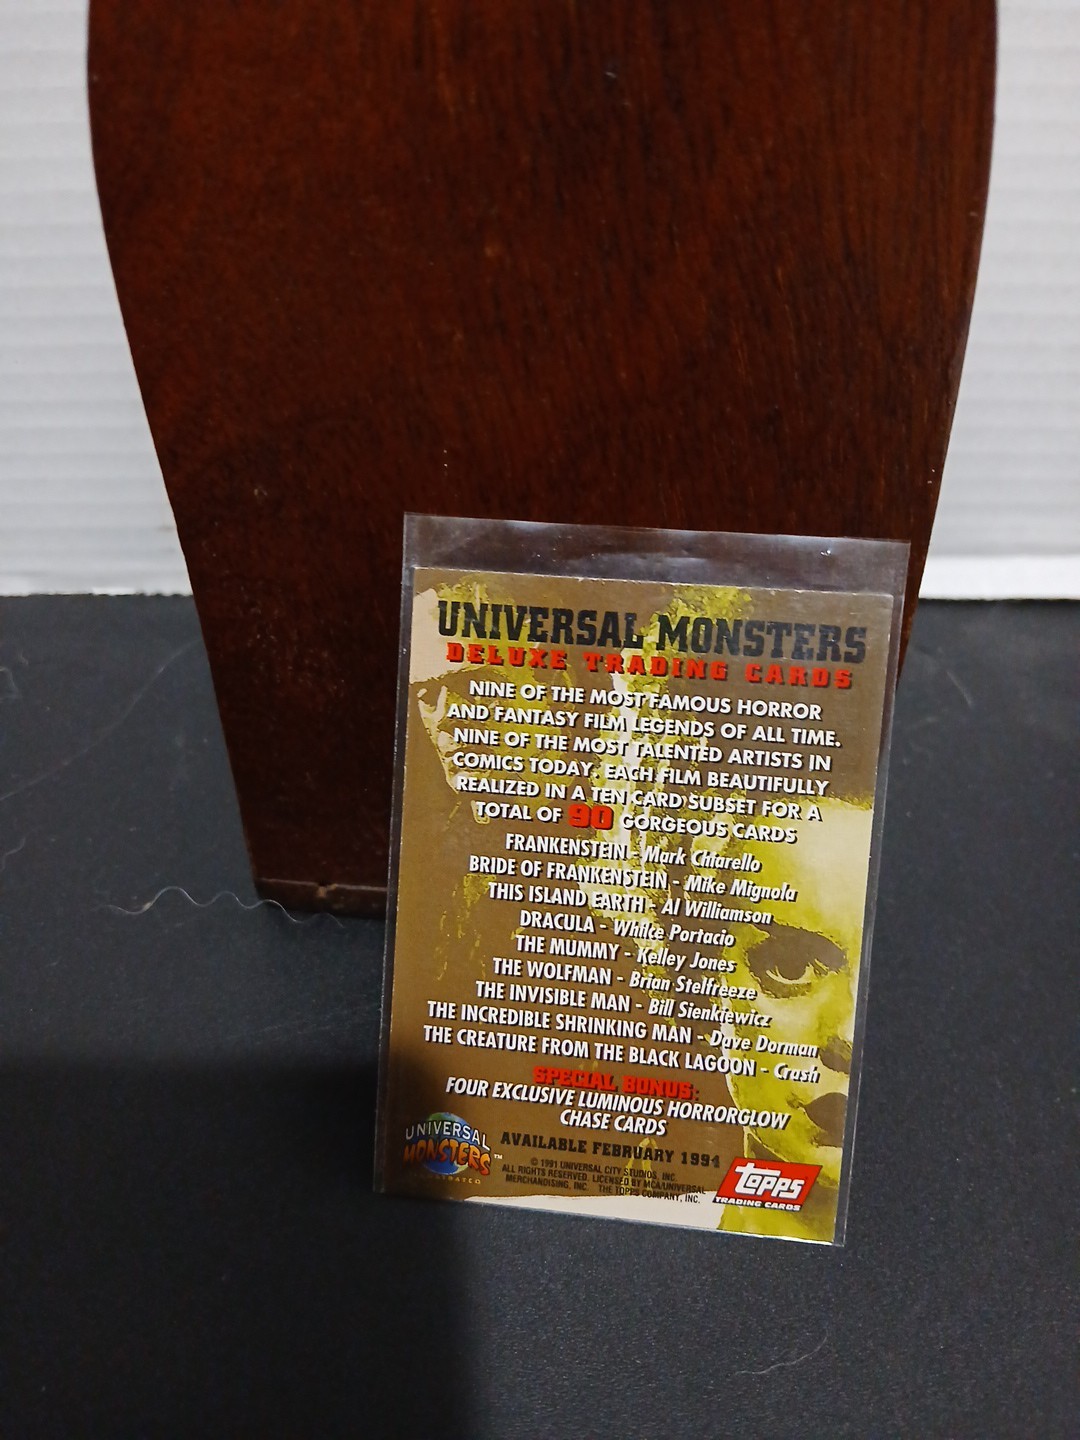 UNIVERSAL MONSTERS
DELUXE TRADING CARDS
NINE OF THE MOST FAMOUS HORROR
AND FANTASY FILM LEGENDS OF ALL TIME.
NINE OF THE MOST TALENTED ARTISTS IN
COMICS TODAY. EACH FILM BEAUTIFULLY
REALIZED IN A TEN CARD SUBSET FOR A
TOTAL OF 90 GORGEOUS CARDS
FRANKENSTEIN - Mark Chiarello
BRIDE OF FRANKENSTEIN - Mike Mignola
THIS ISLAND EARTH - Al Williamson
DRACULA - Whilce Portacio
THE MUMMY - Kelley Jones
THE WOLFMAN - Brian Stelfreeze
THE INVISIBLE MAN - Bill Sienkiewicz
THE INCREDIBLE SHRINKING MAN - Dave Dorman
THE CREATURE FROM THE BLACK LAGOON - Crash
SPECIAL BONUS:
FOUR EXCLUSIVE LUMINOUS HORRORGLOW
CHASE CARDS
AVAILABLE FEBRUARY 1994
UNIVERSAL
MONSTERS™
© 1991 UNIVERSAL CITY STUDIOS, INC.
ALL RIGHTS RESERVED. LICENSED BY MCA/UNIVERSAL
MERCHANDISING, INC. THE TOPPS COMPANY, INC.
topps
TRADING CARDS